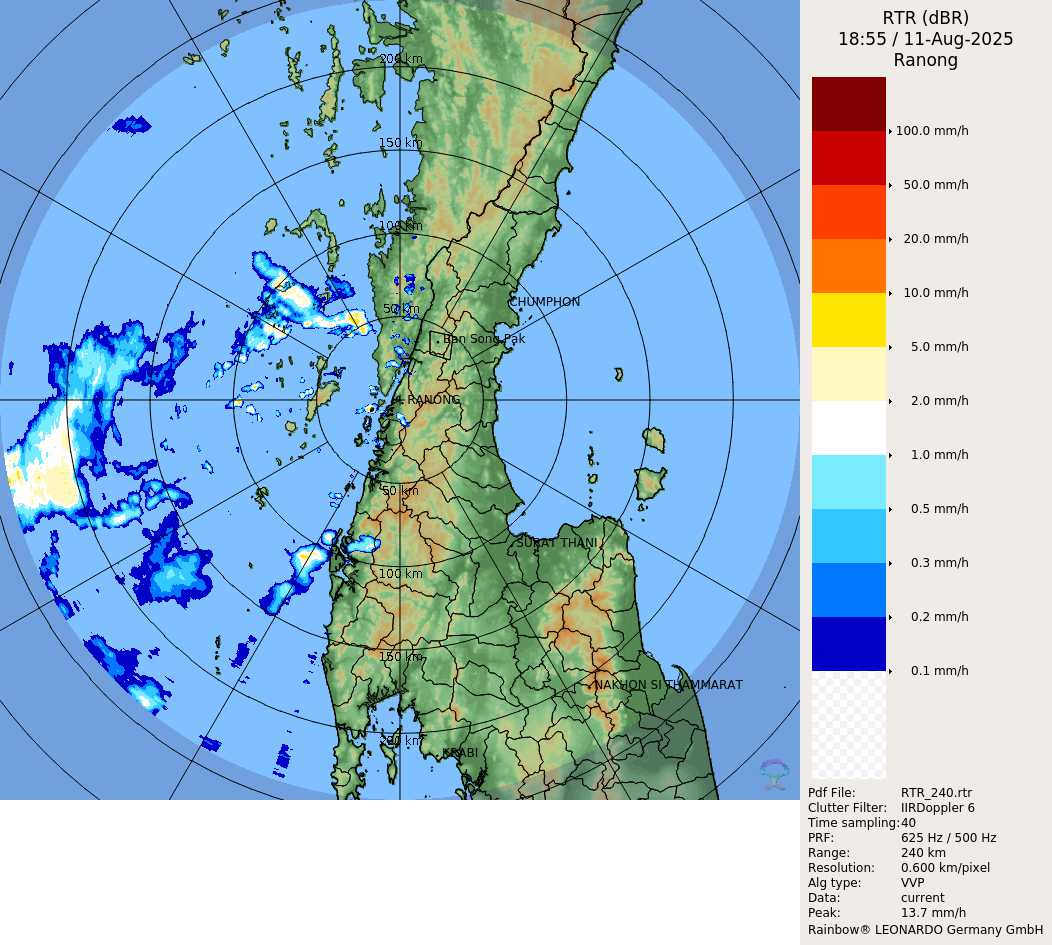 200 km
150 km
100 km
50 km
CHUMPHON
Ban Song Pak
RANONG
50 km
SURAT THANI
100 km
150 km
NAKHON SI THAMMARAT
200 km
KRABI
RTR (dBR)
18:55 / 11-Aug-2025
Ranong
100.0 mm/h
50.0 mm/h
20.0 mm/h
10.0 mm/h
5.0 mm/h
2.0 mm/h
1.0 mm/h
0.5 mm/h
0.3 mm/h
0.2 mm/h
0.1 mm/h
Pdf File: RTR_240.rtr
Clutter Filter: IIRDoppler 6
Time sampling:40
PRF: 625 Hz / 500 Hz
Range: 240 km
Resolution: 0.600 km/pixel
Alg type: VVP
Data: current
Peak: 13.7 mm/h
Rainbow® LEONARDO Germany GmbH